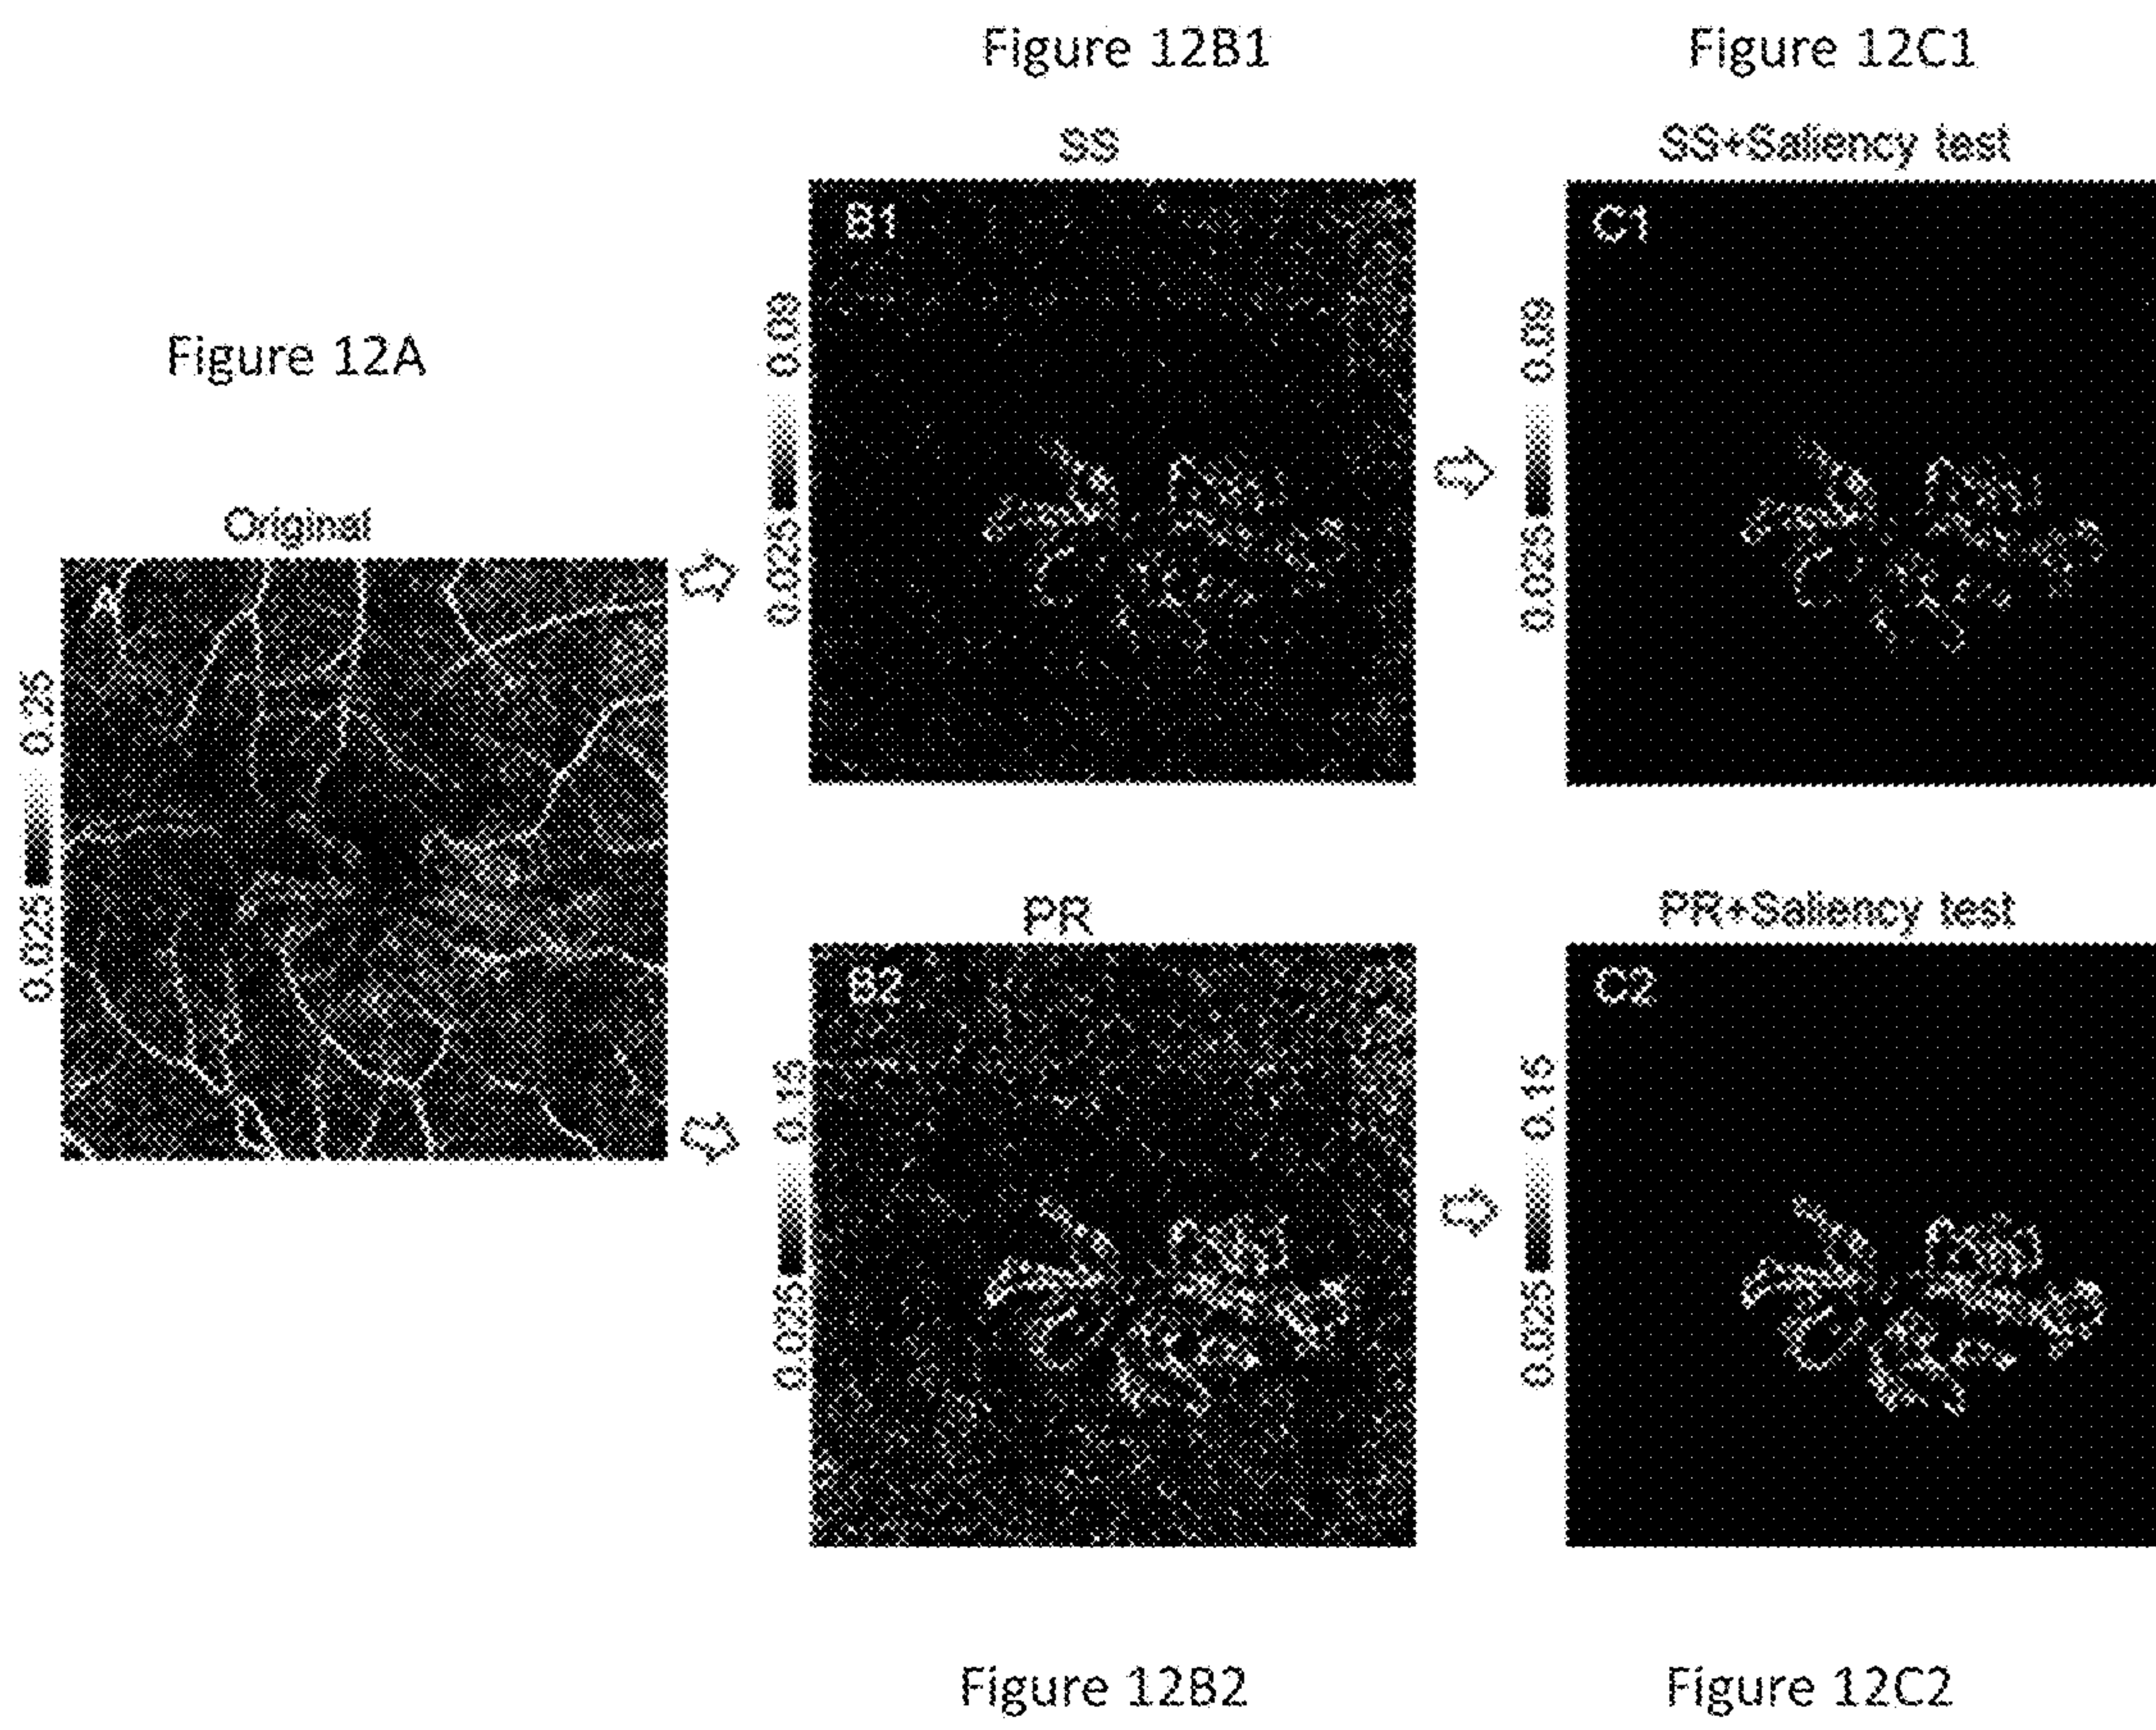 Figure 12B1
Figure 12C1
SS
SS+Saliency test
B1
C1
0.025
0.09
0.025
0.09
Figure 12A
Original
A
0.025
0.25
PR
PR+Saliency test
B2
C2
0.025
0.15
0.025
0.15
Figure 12B2
Figure 12C2